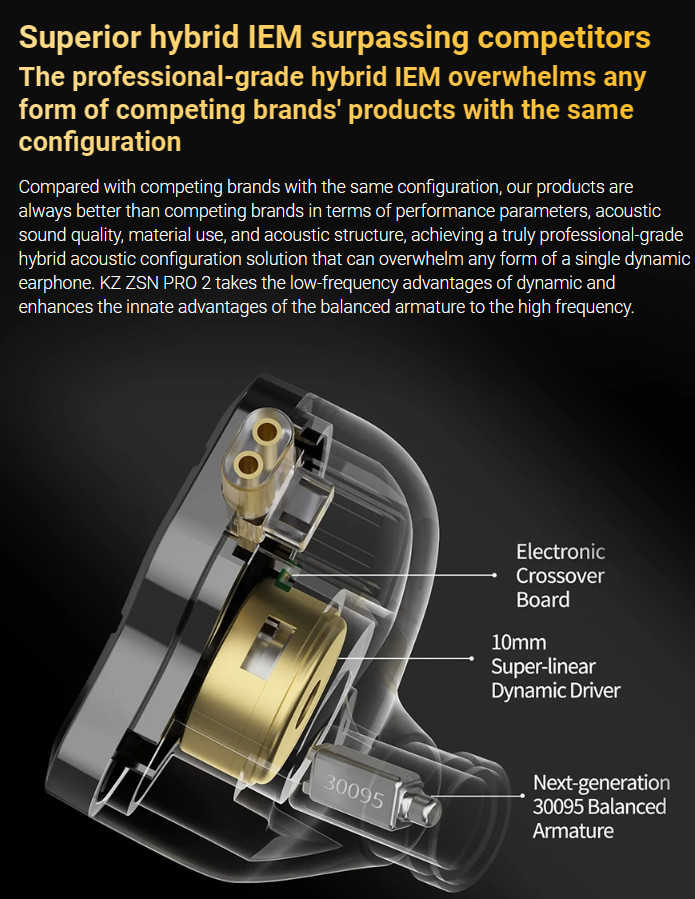 Superior hybrid IEM surpassing competitors
The professional-grade hybrid IEM overwhelms any
form of competing brands' products with the same
configuration
Compared with competing brands with the same configuration, our products are
always better than competing brands in terms of performance parameters, acoustic
sound quality, material use, and acoustic structure, achieving a truly professional-grade
hybrid acoustic configuration solution that can overwhelm any form of a single dynamic
earphone. KZ ZSN PRO 2 takes the low-frequency advantages of dynamic and
enhances the innate advantages of the balanced armature to the high frequency.
Electronic
Crossover
Board
10mm
Super-linear
Dynamic Driver
30095
Next-generation
30095 Balanced
Armature